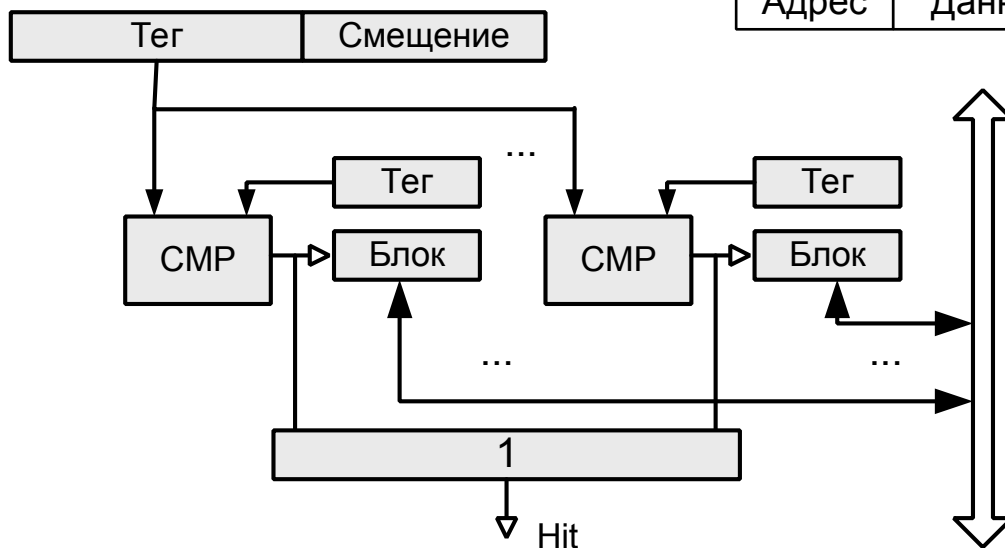 Адрес
Тег Смещение
...
Тег Тег
CMP Блок CMP Блок
... ...
1
Hit